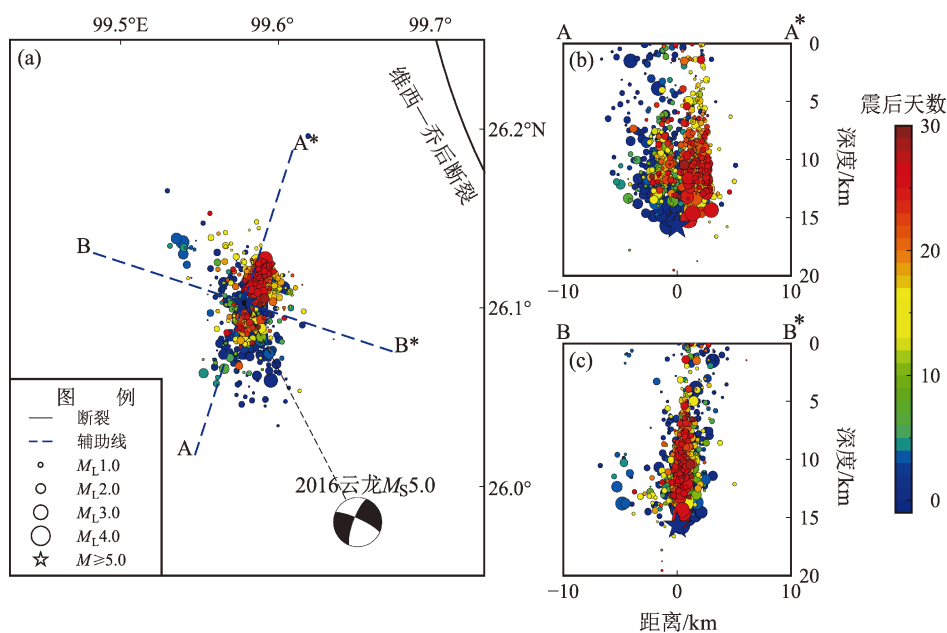 99.5°E
99.6°
99.7°
(a)
维西—乔后断裂
26.2°N
26.1°
26.0°
A*
B
B*
A
2016云龙MS5.0
图 例
断裂
辅助线
ML1.0
ML2.0
ML3.0
ML4.0
M≥5.0
A
A*
(b)
0
5
10
15
20
深度/km
−10
0
10
B
B*
(c)
0
5
10
15
20
深度/km
−10
0
10
距离/km
震后天数
30
20
10
0